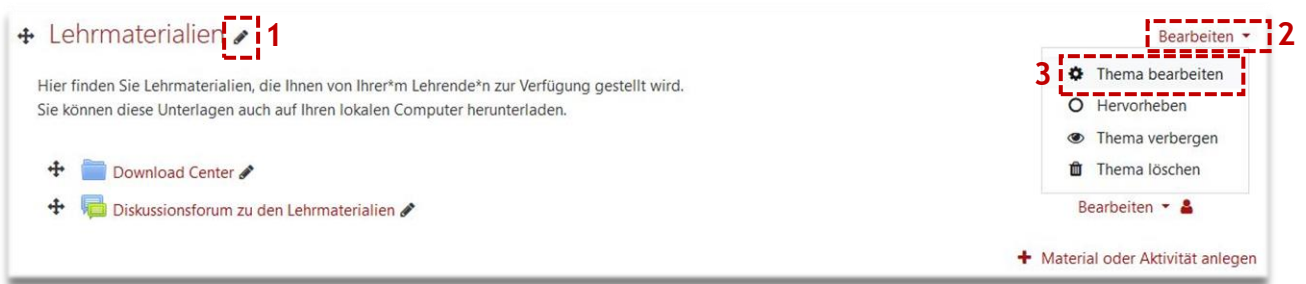 Lehrmaterialien 1
Bearbeiten 2
Hier finden Sie Lehrmaterialien, die Ihnen von Ihrer*m Lehrende*n zur Verfügung gestellt wird.
Sie können diese Unterlagen auch auf Ihren lokalen Computer herunterladen.
3 Thema bearbeiten
Hervorheben
Thema verbergen
Thema löschen
Download Center
Diskussionsforum zu den Lehrmaterialien
Bearbeiten
Material oder Aktivität anlegen